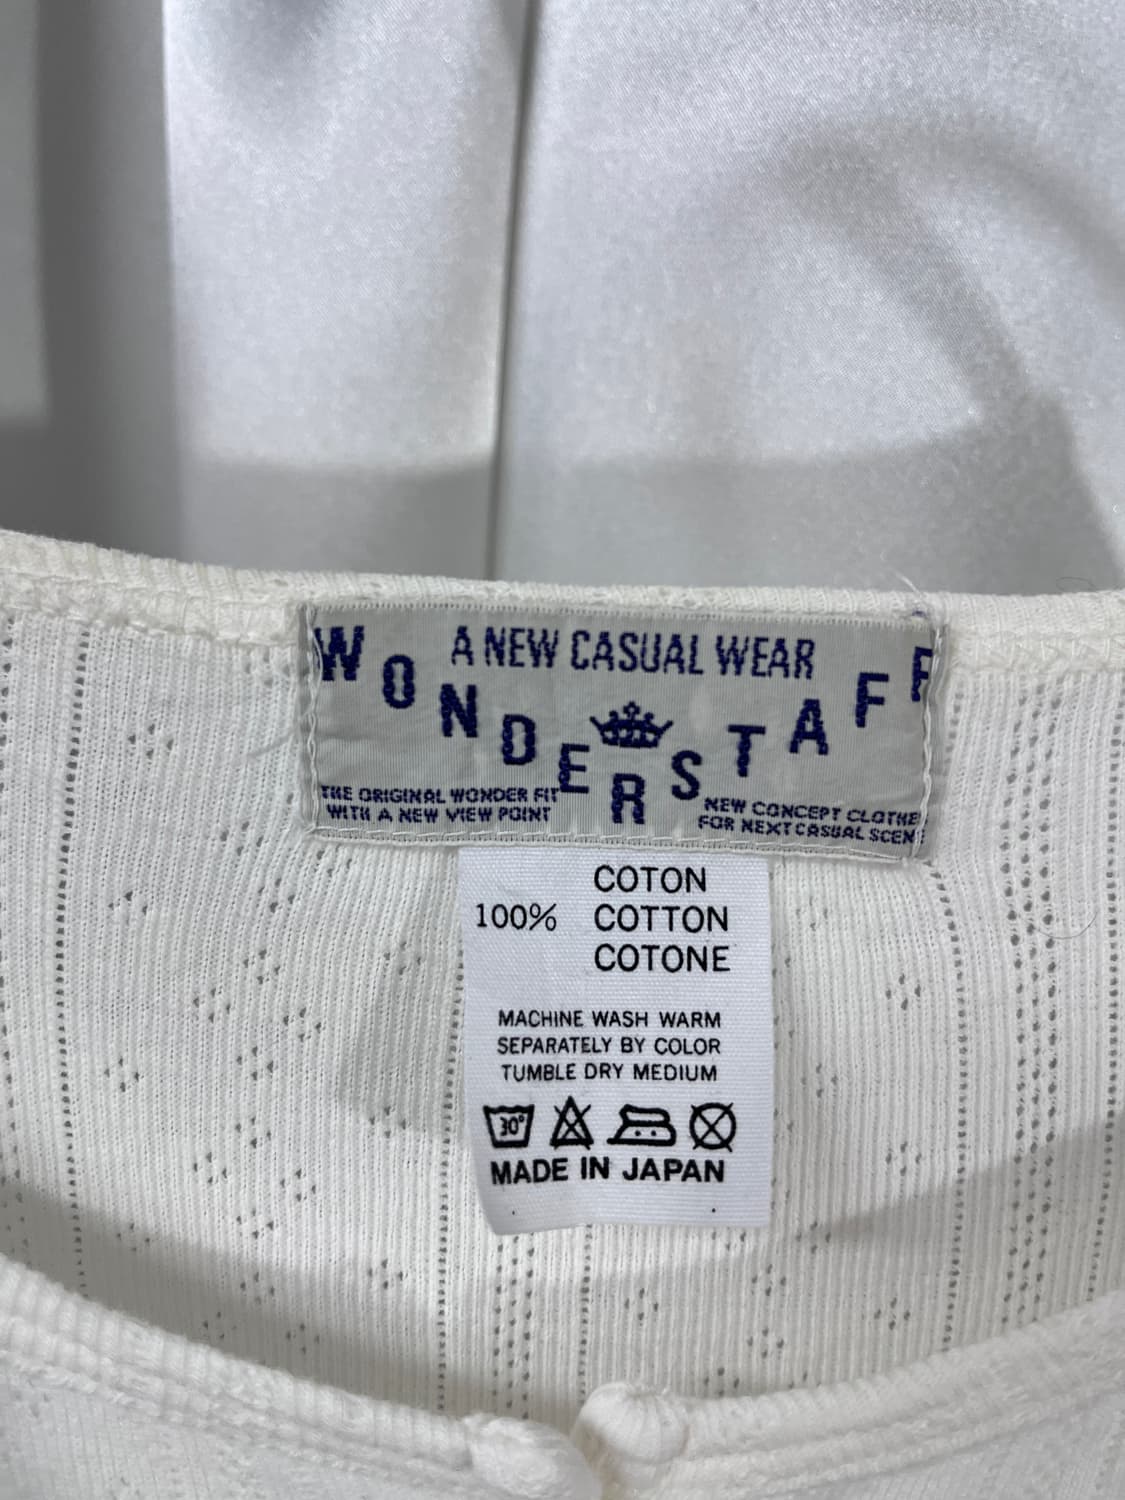 A NEW CASUAL WEAR
WONDERSTAFF
THE ORIGINAL WONDER FIT
WITH A NEW VIEW POINT
NEW CONCEPT CLOTHE
FOR NEXT CASUAL SCENE
COTON
100% COTTON
COTONE
MACHINE WASH WARM
SEPARATELY BY COLOR
TUMBLE DRY MEDIUM
30°
MADE IN JAPAN